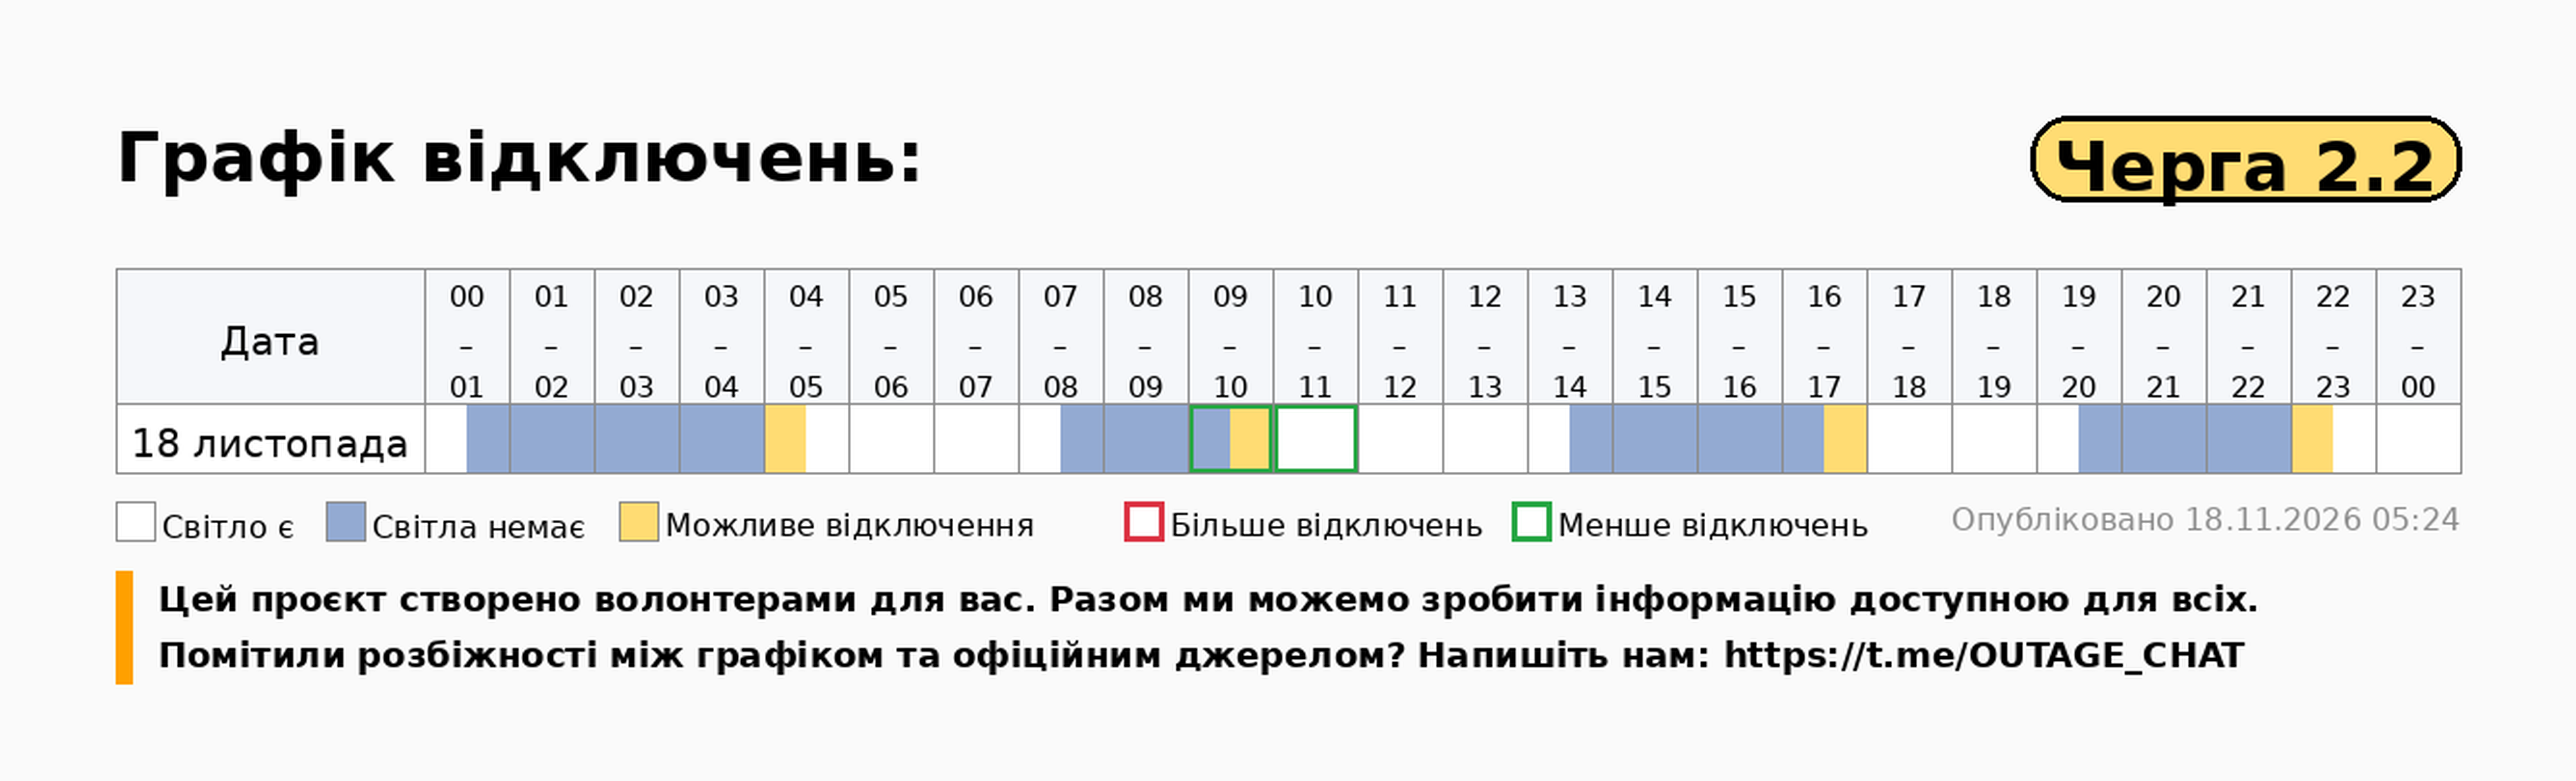 Графік відключень:
Черга 2.2
Дата
00 – 01
01 – 02
02 – 03
03 – 04
04 – 05
05 – 06
06 – 07
07 – 08
08 – 09
09 – 10
10 – 11
11 – 12
12 – 13
13 – 14
14 – 15
15 – 16
16 – 17
17 – 18
18 – 19
19 – 20
20 – 21
21 – 22
22 – 23
23 – 00
18 листопада
Світло є
Світла немає
Можливе відключення
Більше відключень
Менше відключень
Опубліковано 18.11.2026 05:24
Цей проєкт створено волонтерами для вас. Разом ми можемо зробити інформацію доступною для всіх.
Помітили розбіжності між графіком та офіційним джерелом? Напишіть нам: https://t.me/OUTAGE_CHAT